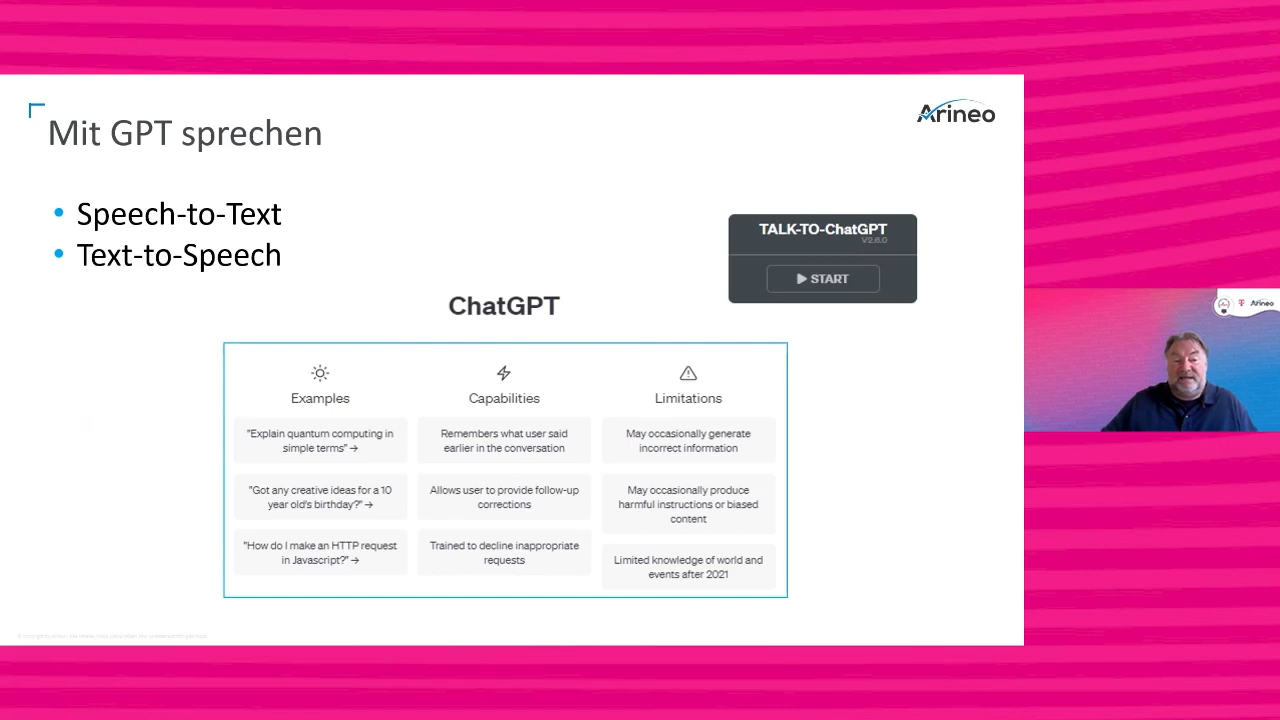 Arineo
Mit GPT sprechen
• Speech-to-Text
• Text-to-Speech
TALK-TO-ChatGPT
V2.6.0
START
ChatGPT
Examples
"Explain quantum computing in
simple terms" →
"Got any creative ideas for a 10
year old's birthday?" →
"How do I make an HTTP request
in Javascript?" →
Capabilities
Remembers what user said
earlier in the conversation
Allows user to provide follow-up
corrections
Trained to decline inappropriate
requests
Limitations
May occasionally generate
incorrect information
May occasionally produce
harmful instructions or biased
content
Limited knowledge of world and
events after 2021
T Arineo